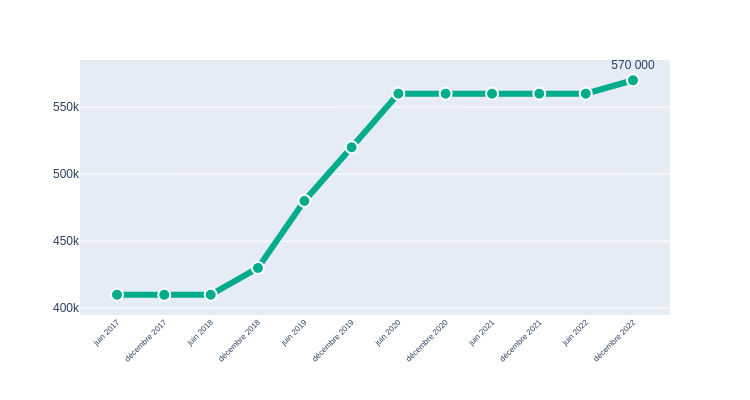 570 000
550k
500k
450k
400k
juin 2017
décembre 2017
juin 2018
décembre 2018
juin 2019
décembre 2019
juin 2020
décembre 2020
juin 2021
décembre 2021
juin 2022
décembre 2022